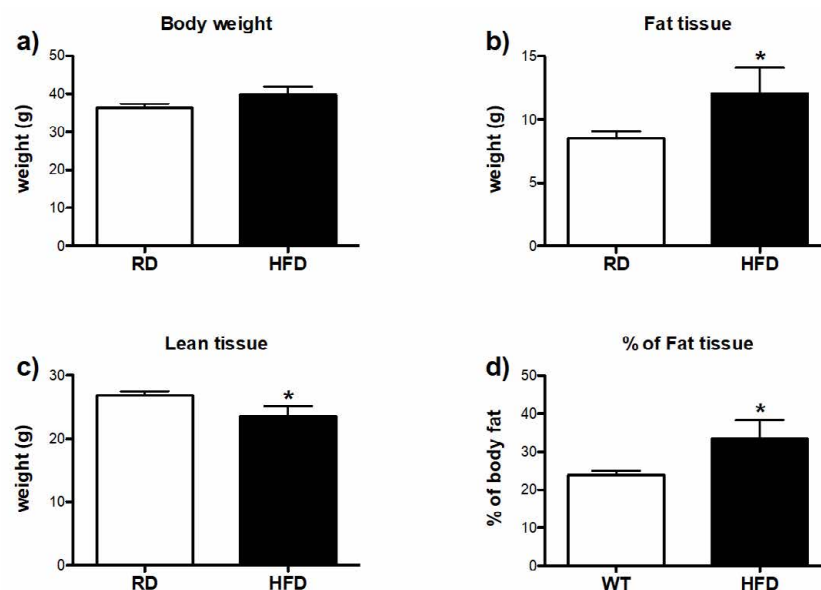 a)
Body weight
weight (g)
50
40
30
20
10
0
RD HFD
b)
Fat tissue
weight (g)
15
10
5
0
*
RD HFD
c)
Lean tissue
weight (g)
30
20
10
0
*
RD HFD
d)
% of Fat tissue
% of body fat
50
40
30
20
10
0
*
WT HFD